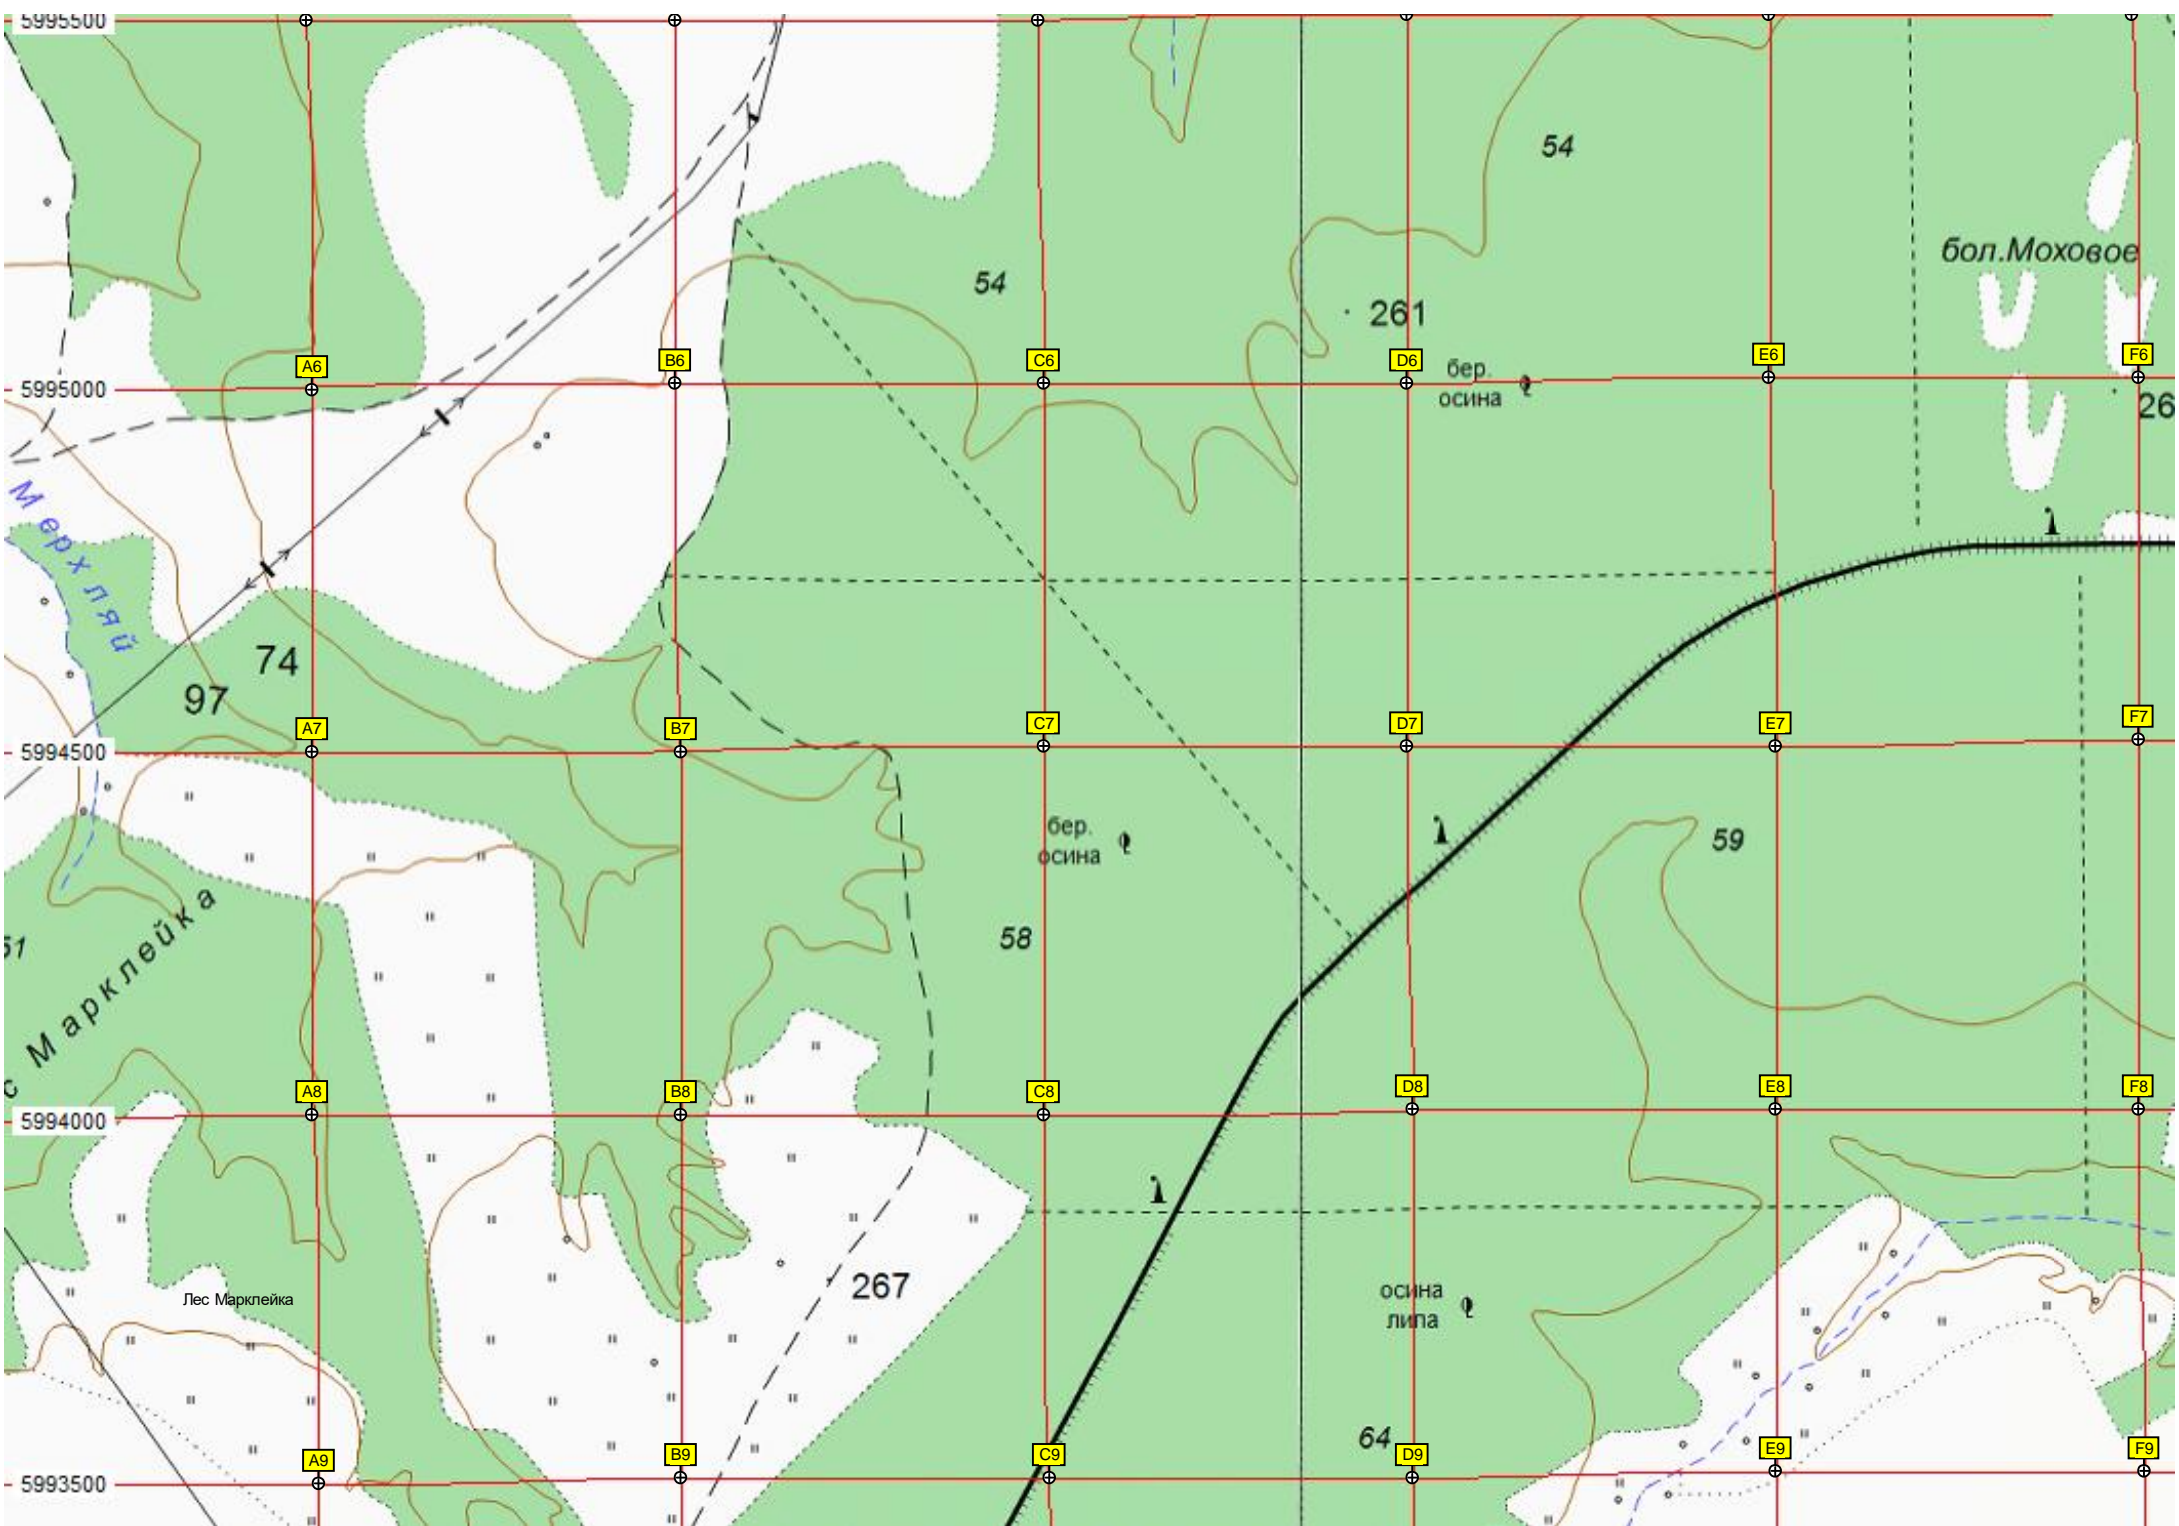 5995500
54
бол.Моховое
54
261
A6
B6
C6
D6
E6
F6
5995000
бер.
осина
26
Мерхляй
74
97
A7
B7
C7
D7
E7
F7
5994500
бер.
осина
59
58
51
с Марклейка
A8
B8
C8
D8
E8
F8
5994000
267
Лес Марклейка
осина
липа
64
A9
B9
C9
D9
E9
F9
5993500